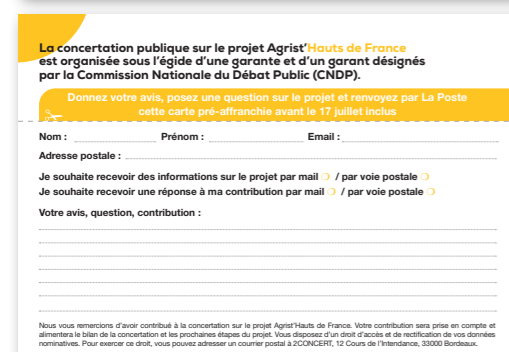 La concertation publique sur le projet Agrist'Hauts de France
est organisée sous l'égide d'une garante et d'un garant désignés
par la Commission Nationale du Débat Public (CNDP).
Donnez votre avis, posez une question sur le projet et renvoyez par La Poste
cette carte pré-affranchie avant le 17 juillet inclus
Nom : Prénom : Email :
Adresse postale :
Je souhaite recevoir des informations sur le projet par mail / par voie postale
Je souhaite recevoir une réponse à ma contribution par mail / par voie postale
Votre avis, question, contribution :
Nous vous remercions d'avoir contribué à la concertation sur le projet Agrist'Hauts de France. Votre contribution sera prise en compte et
alimentera le bilan de la concertation et les prochaines étapes du projet. Vous disposez d'un droit d'accès et de rectification de vos données
nominatives. Pour exercer ce droit, vous pouvez adresser un courrier postal à 2CONCERT, 12 Cours de l'Intendance, 33000 Bordeaux.